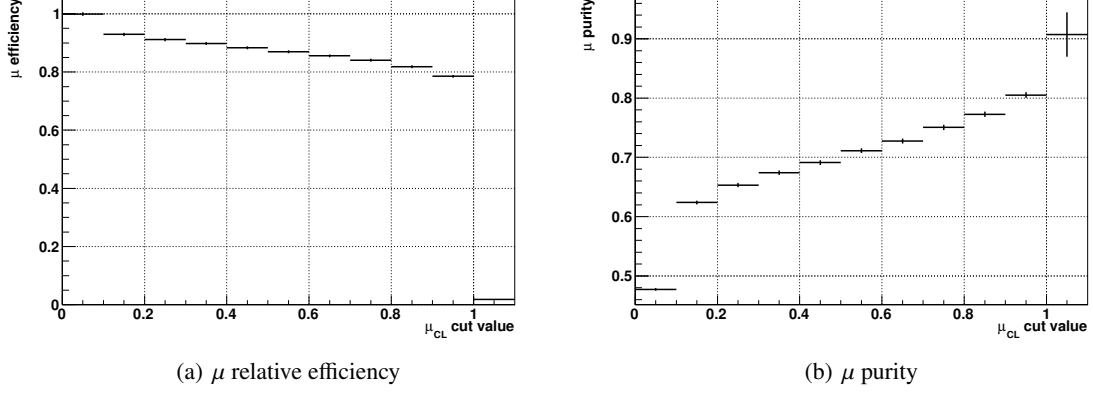 μ efficiency
1
0.8
0.6
0.4
0.2
0
0 0.2 0.4 0.6 0.8 1
μ_CL cut value
(a) μ relative efficiency
μ purity
0.9
0.8
0.7
0.6
0.5
0 0.2 0.4 0.6 0.8 1
μ_CL cut value
(b) μ purity